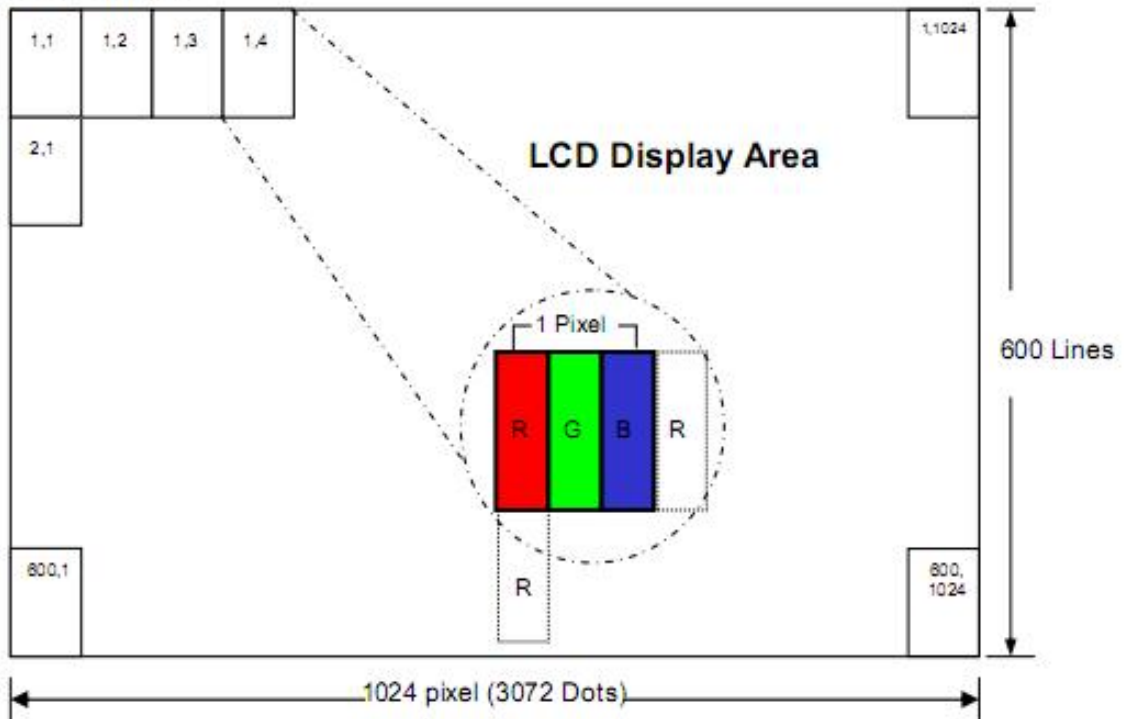 1,1 1,2 1,3 1,4 1,1024
2,1
LCD Display Area
1 Pixel
600 Lines
R G B R
600,1
R
600,
1024
1024 pixel (3072 Dots)